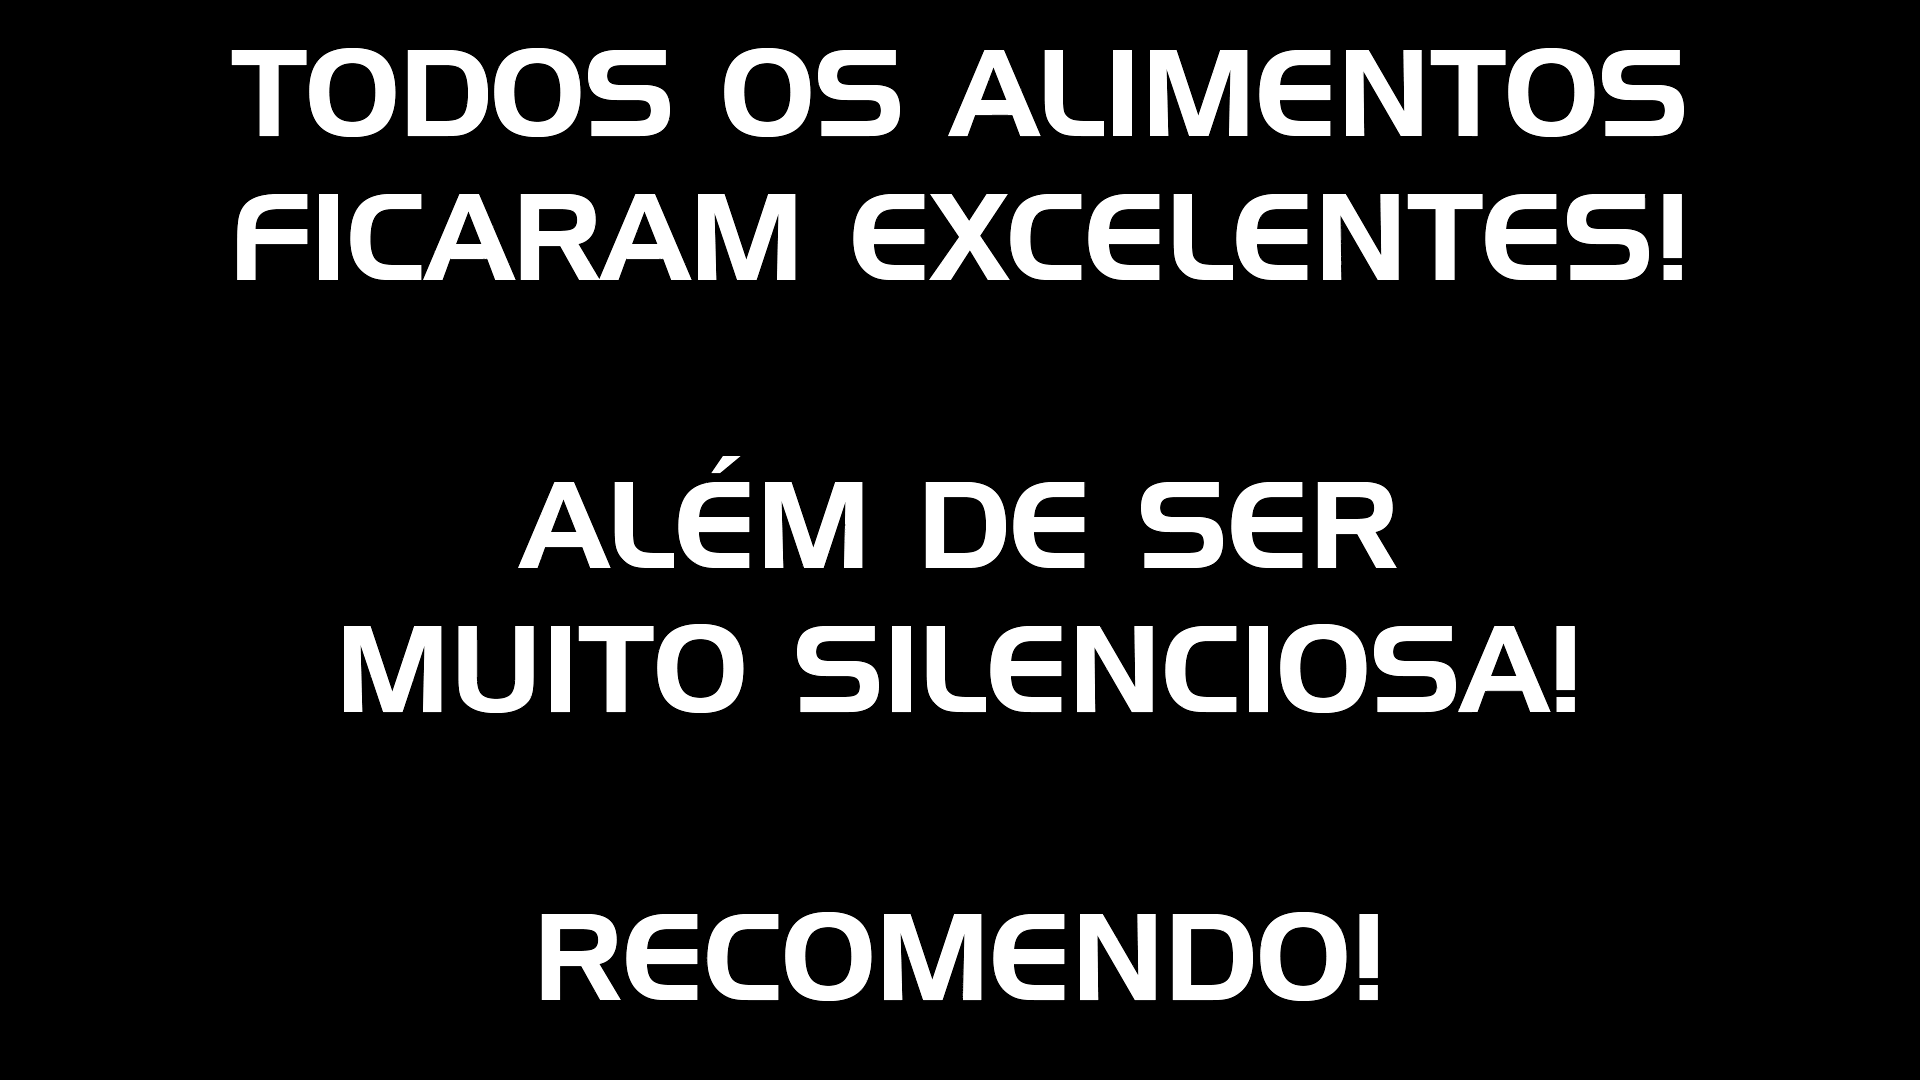 TODOS OS ALIMENTOS
FICARAM EXCELENTES!
ALÉM DE SER
MUITO SILENCIOSA!
RECOMENDO!